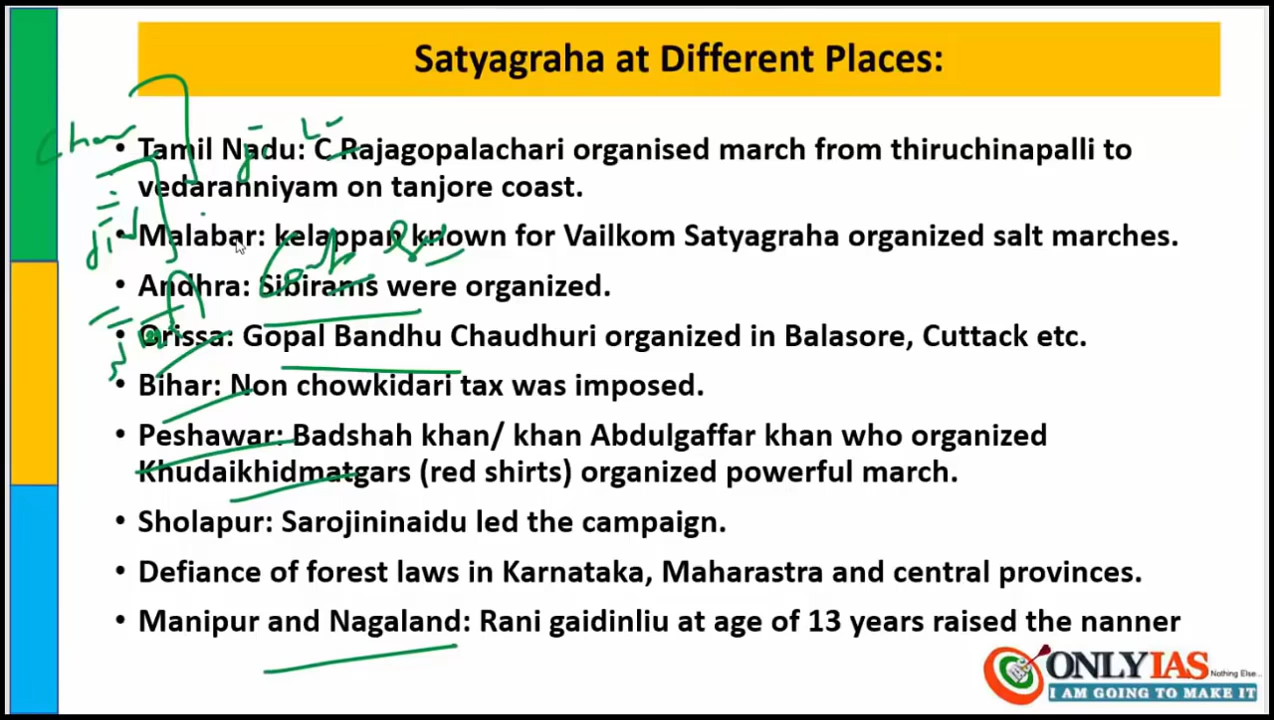 Satyagraha at Different Places:
• Tamil Nadu: C Rajagopalachari organised march from thiruchinapalli to
vedaranniyam on tanjore coast.
• Malabar: kelappan known for Vailkom Satyagraha organized salt marches.
• Andhra: Sibirams were organized.
• Orissa: Gopal Bandhu Chaudhuri organized in Balasore, Cuttack etc.
• Bihar: Non chowkidari tax was imposed.
• Peshawar: Badshah khan/ khan Abdulgaffar khan who organized
Khudaikhidmatgars (red shirts) organized powerful march.
• Sholapur: Sarojininaidu led the campaign.
• Defiance of forest laws in Karnataka, Maharastra and central provinces.
• Manipur and Nagaland: Rani gaidinliu at age of 13 years raised the nanner
ONLYIAS
Nothing Else...
I AM GOING TO MAKE IT